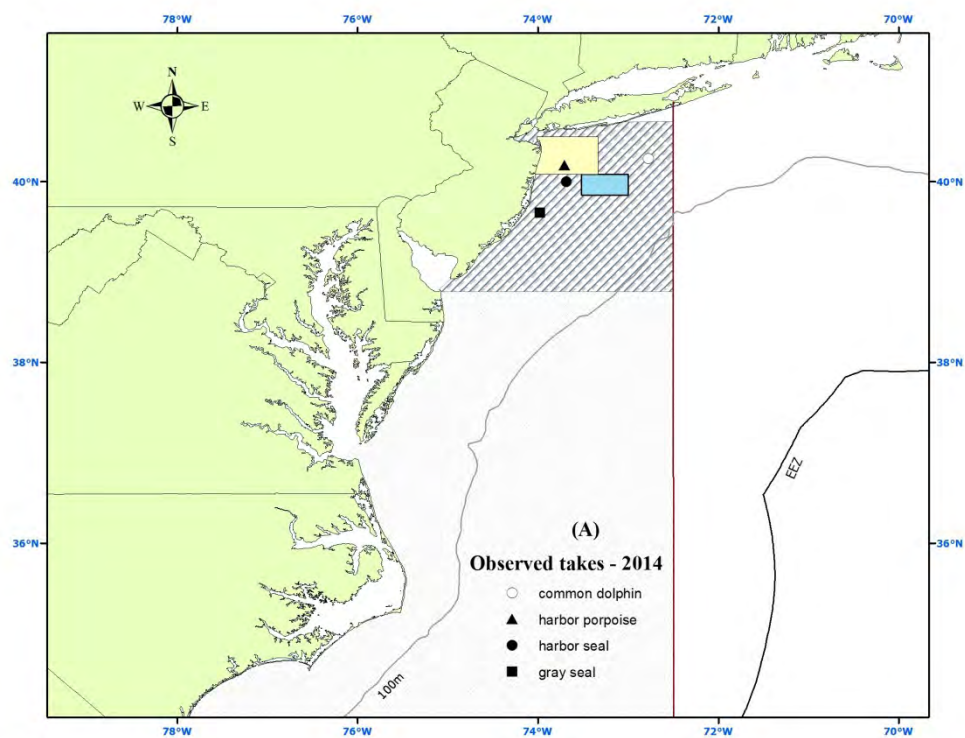 78°W 76°W 74°W 72°W 70°W
N
W E
S
40°N 40°N
38°N 38°N
EEZ
36°N 36°N
(A)
Observed takes - 2014
common dolphin
harbor porpoise
harbor seal
gray seal
100m
78°W 76°W 74°W 72°W 70°W